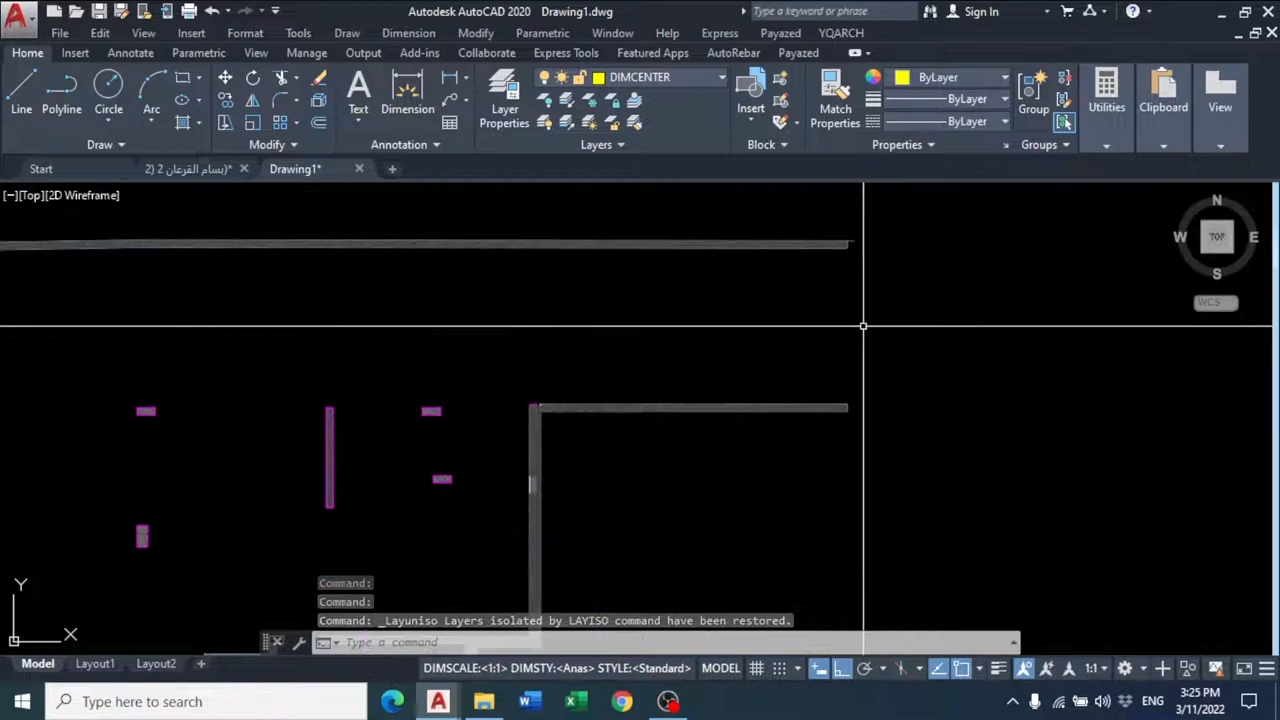 Autodesk AutoCAD 2020 Drawing1.dwg
Type a keyword or phrase
Sign In
File Edit View Insert Format Tools Draw Dimension Modify Parametric Window Help Express Payazed YQARCH
Home Insert Annotate Parametric View Manage Output Add-ins Collaborate Express Tools Featured Apps AutoRebar Payazed
DIMCENTER
ByLayer
Line Polyline Circle Arc Text Dimension Layer Properties Insert Match Properties Group Utilities Clipboard View
ByLayer
ByLayer
Draw Modify Annotation Layers Block Properties Groups
Start
بسام القرعان 2 (2)*
Drawing1*
[−][Top][2D Wireframe]
N
W TOP E
S
WCS
Y
X
Command:
Command:
Command: _Layuniso Layers isolated by LAYISO command have been restored.
Type a command
Model Layout1 Layout2
DIMSCALE:<1:1> DIMSTY:<Anas> STYLE:<Standard> MODEL
1:1
Type here to search
ENG
3:25 PM
3/11/2022